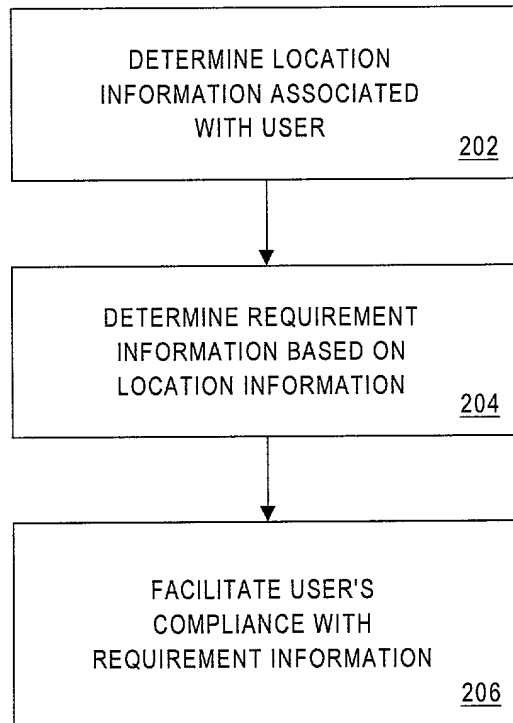 DETERMINE LOCATION
INFORMATION ASSOCIATED
WITH USER
202
DETERMINE REQUIREMENT
INFORMATION BASED ON
LOCATION INFORMATION
204
FACILITATE USER'S
COMPLIANCE WITH
REQUIREMENT INFORMATION
206